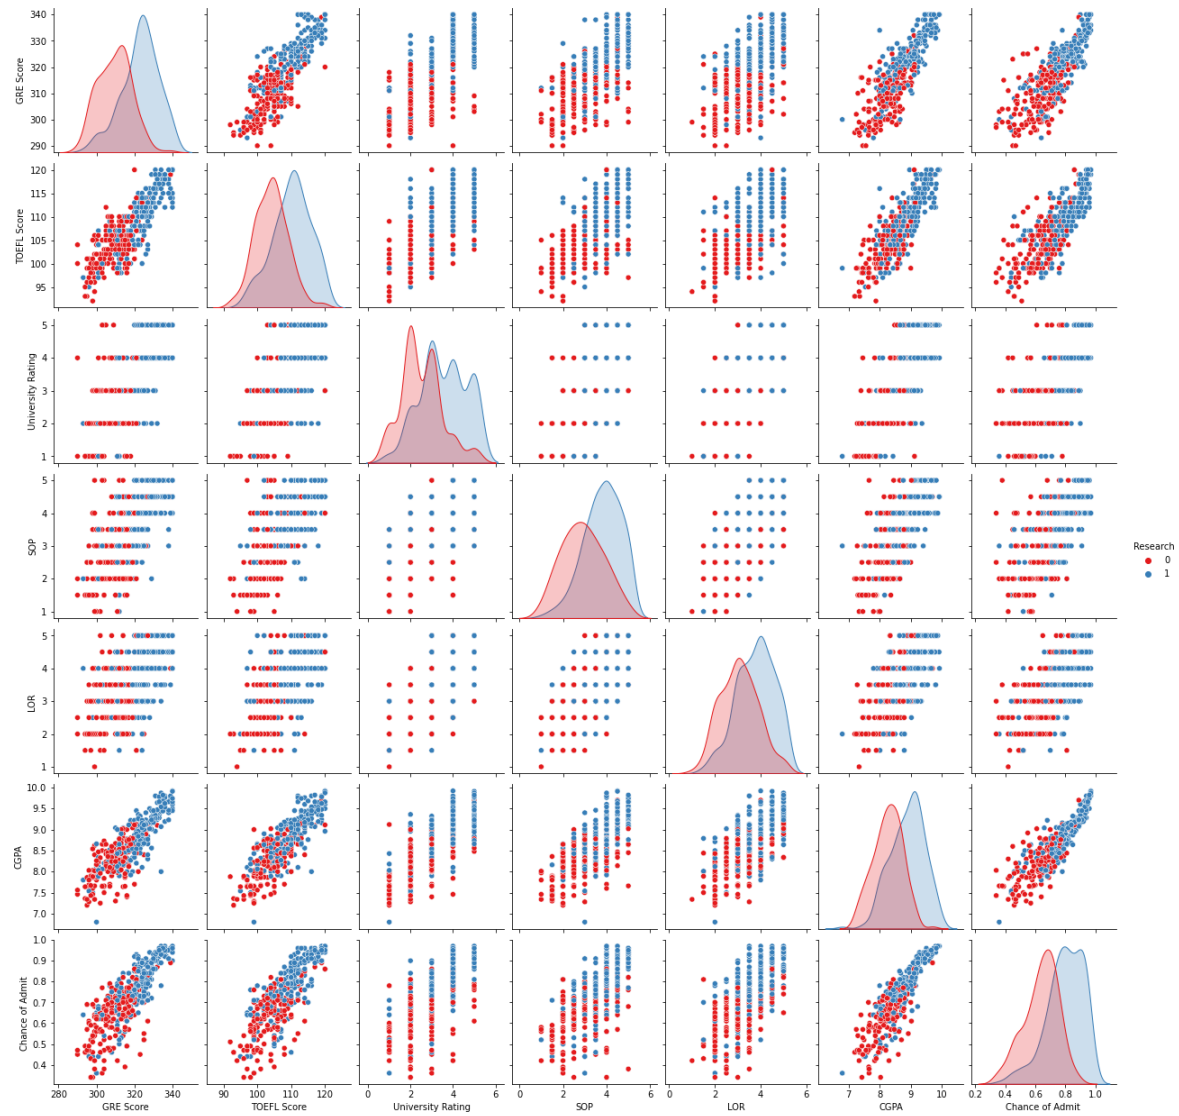 340
330
320
310
300
290
GRE Score
120
115
110
105
100
95
TOEFL Score
5
4
3
2
1
University Rating
5
4
3
2
1
SOP
Research
0
1
5
4
3
2
1
LOR
10.0
9.5
9.0
8.5
8.0
7.5
7.0
CGPA
1.0
0.9
0.8
0.7
0.6
0.5
0.4
Chance of Admit
280 300 320 340
GRE Score
90 100 110 120
TOEFL Score
0 2 4 6
University Rating
2 4 6
SOP
0 2 4 6
LOR
7 8 9 10
CGPA
0.2 0.4 0.6 0.8 1.0
Chance of Admit